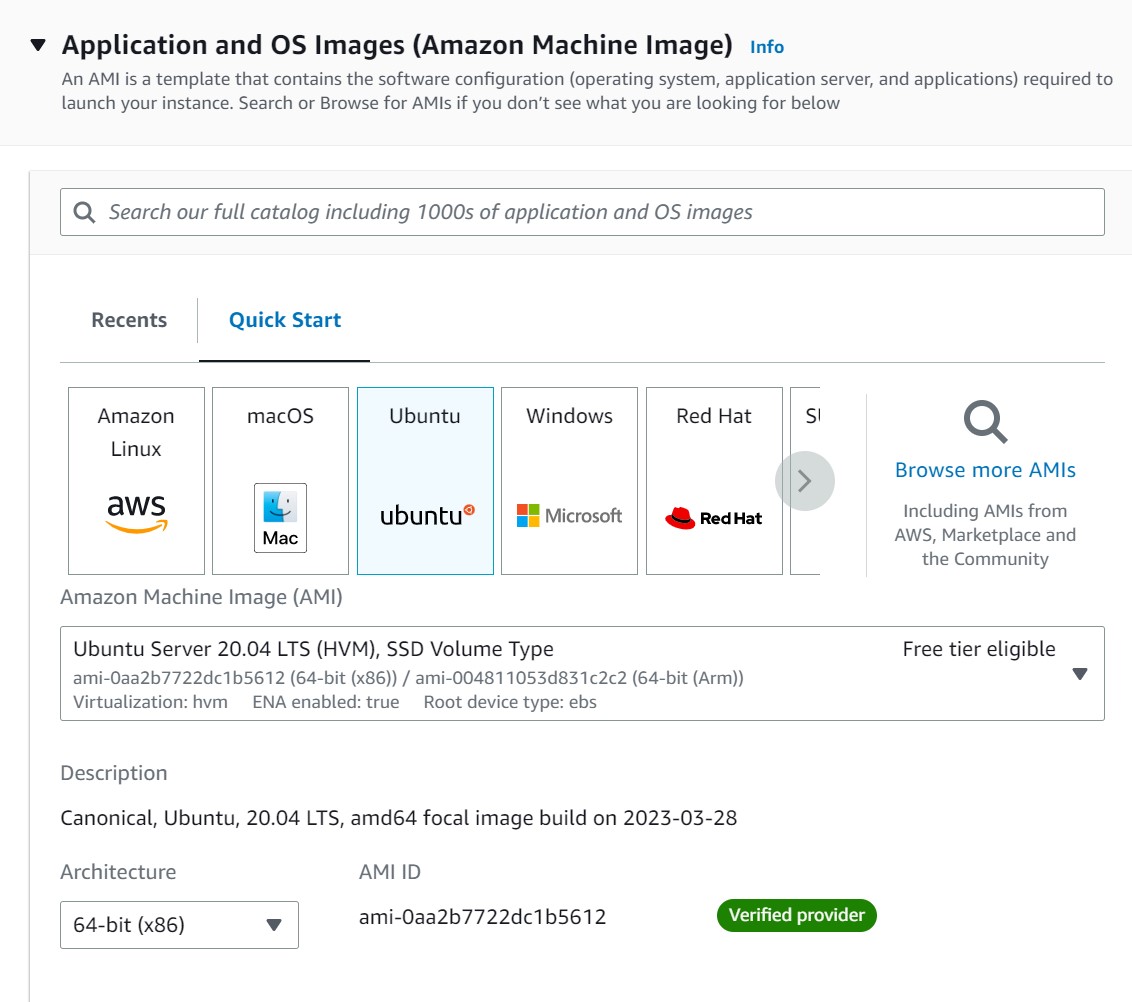 Application and OS Images (Amazon Machine Image) Info
An AMI is a template that contains the software configuration (operating system, application server, and applications) required to
launch your instance. Search or Browse for AMIs if you don’t see what you are looking for below
Search our full catalog including 1000s of application and OS images
Recents
Quick Start
Amazon
Linux
aws
macOS
Mac
Ubuntu
ubuntu
Windows
Microsoft
Red Hat
Red Hat
Browse more AMIs
Including AMIs from
AWS, Marketplace and
the Community
Amazon Machine Image (AMI)
Ubuntu Server 20.04 LTS (HVM), SSD Volume Type Free tier eligible
ami-0aa2b7722dc1b5612 (64-bit (x86)) / ami-004811053d831c2c2 (64-bit (Arm))
Virtualization: hvm ENA enabled: true Root device type: ebs
Description
Canonical, Ubuntu, 20.04 LTS, amd64 focal image build on 2023-03-28
Architecture AMI ID
64-bit (x86) ami-0aa2b7722dc1b5612 Verified provider